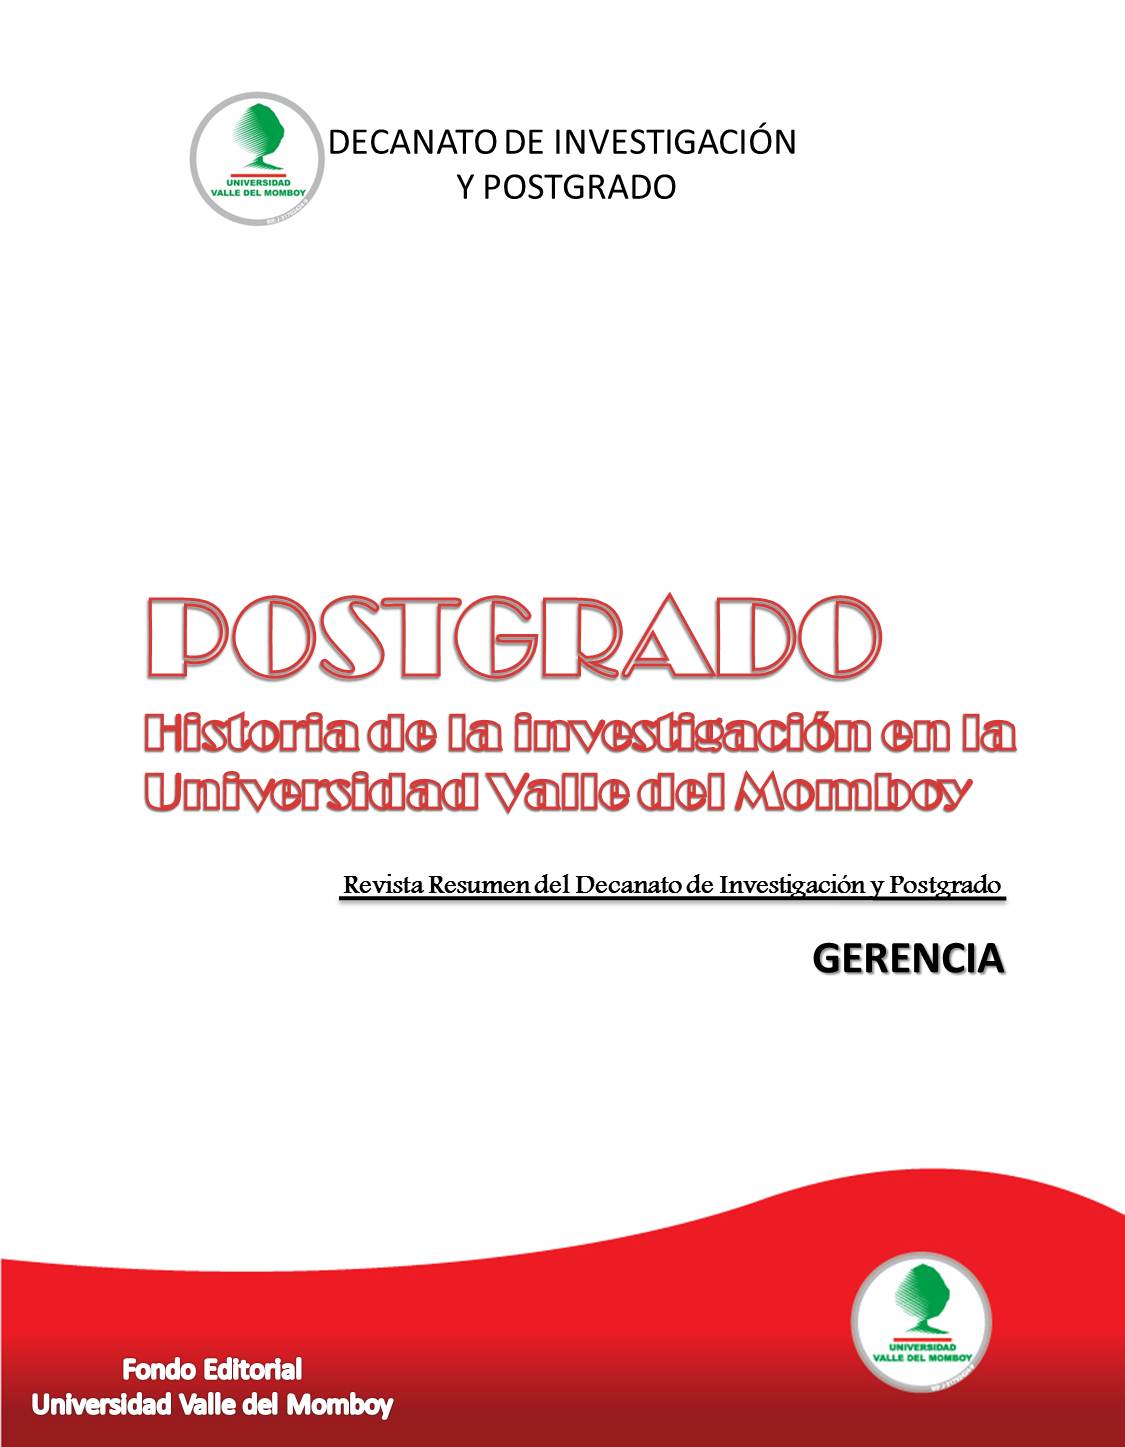 UNIVERSIDAD
VALLE DEL MOMBOY
DECANATO DE INVESTIGACIÓN
Y POSTGRADO
POSTGRADO
Historia de la investigación en la
Universidad Valle del Momboy
Revista Resumen del Decanato de Investigación y Postgrado
GERENCIA
UNIVERSIDAD
VALLE DEL MOMBOY
Fondo Editorial
Universidad Valle del Momboy